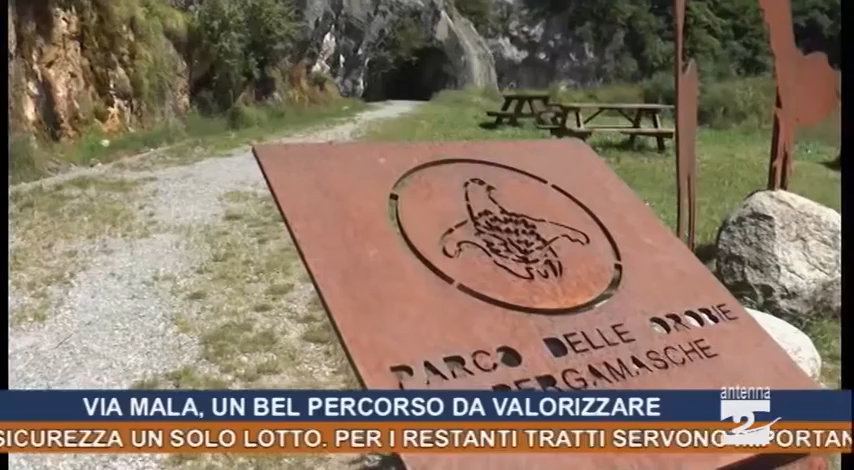 PARCO DELLE OROBIE
BERGAMASCHE
VIA MALA, UN BEL PERCORSO DA VALORIZZARE
antenna
2
SICUREZZA UN SOLO LOTTO. PER I RESTANTI TRATTI SERVONO IMPORTAN